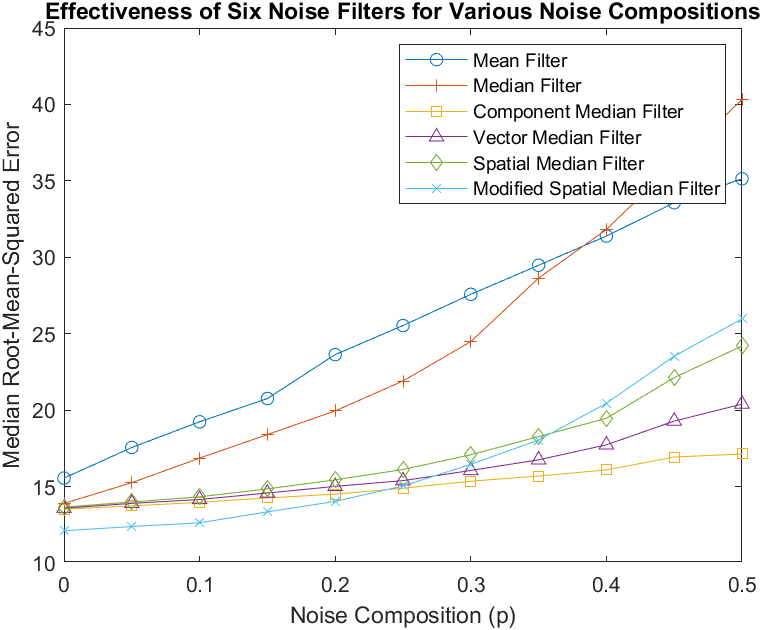 Effectiveness of Six Noise Filters for Various Noise Compositions
45
40
35
30
25
20
15
10
Median Root-Mean-Squared Error
Mean Filter
Median Filter
Component Median Filter
Vector Median Filter
Spatial Median Filter
Modified Spatial Median Filter
0
0.1
0.2
0.3
0.4
0.5
Noise Composition (p)